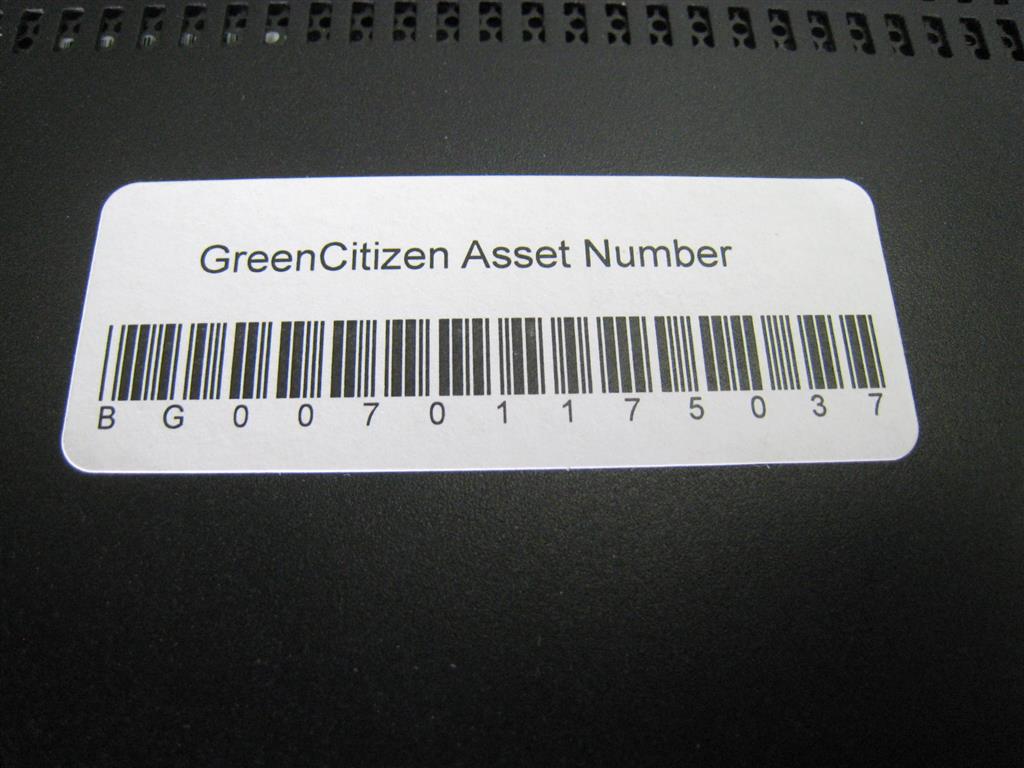 GreenCitizen Asset Number
B G 0 0 7 0 1 1 7 5 0 3 7